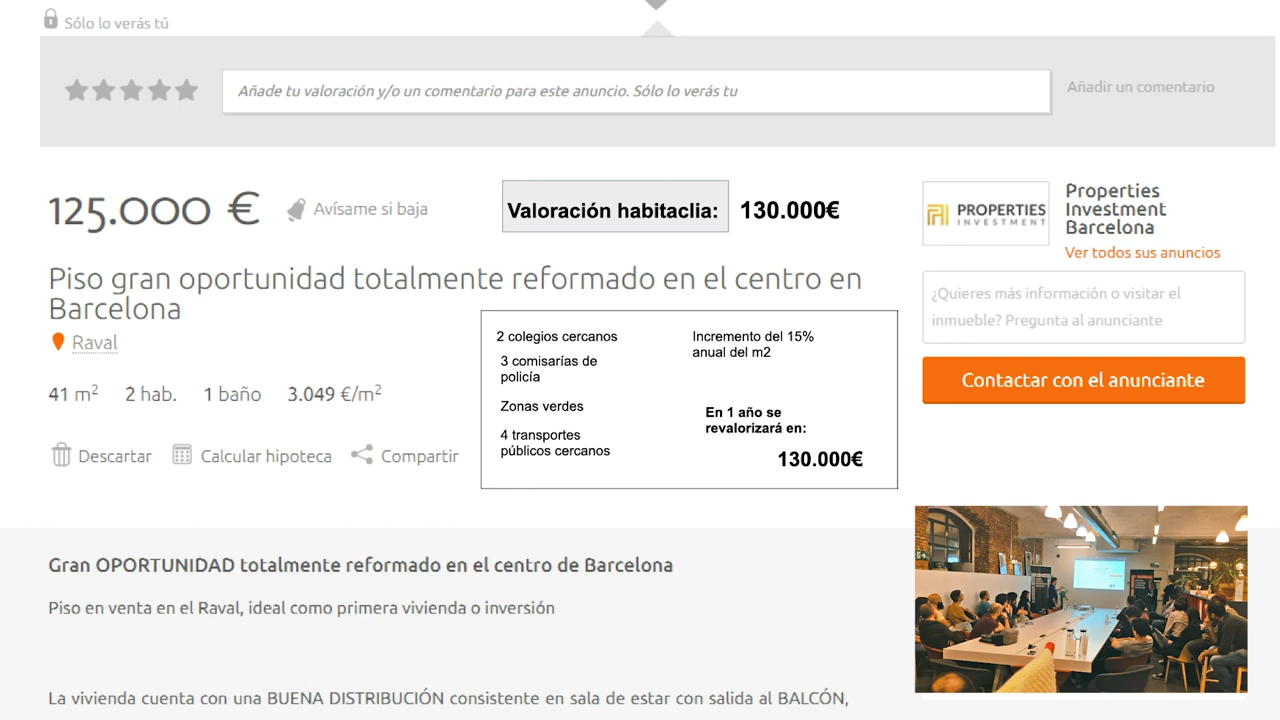 Sólo lo verás tú
Añade tu valoración y/o un comentario para este anuncio. Sólo lo verás tu
Añadir un comentario
125.000 €
Avísame si baja
Valoración habitaclia:
130.000€
PROPERTIES
INVESTMENT
Properties
Investment
Barcelona
Ver todos sus anuncios
Piso gran oportunidad totalmente reformado en el centro en
Barcelona
Raval
41 m²
2 hab.
1 baño
3.049 €/m²
Descartar
Calcular hipoteca
Compartir
2 colegios cercanos
3 comisarías de
policía
Zonas verdes
4 transportes
públicos cercanos
Incremento del 15%
anual del m2
En 1 año se
revalorizará en:
130.000€
¿Quieres más información o visitar el
inmueble? Pregunta al anunciante
Contactar con el anunciante
Gran OPORTUNIDAD totalmente reformado en el centro de Barcelona
Piso en venta en el Raval, ideal como primera vivienda o inversión
La vivienda cuenta con una BUENA DISTRIBUCIÓN consistente en sala de estar con salida al BALCÓN,